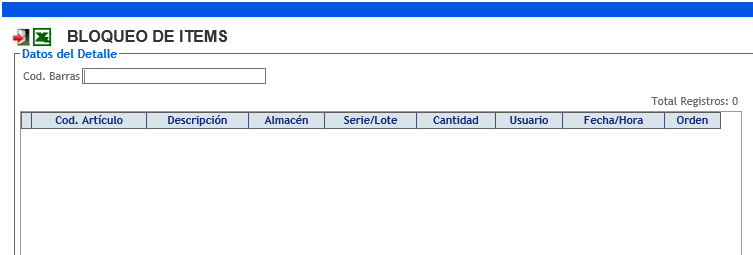 BLOQUEO DE ITEMS
Datos del Detalle
Cod. Barras
Total Registros: 0
Cod. Artículo Descripción Almacén Serie/Lote Cantidad Usuario Fecha/Hora Orden